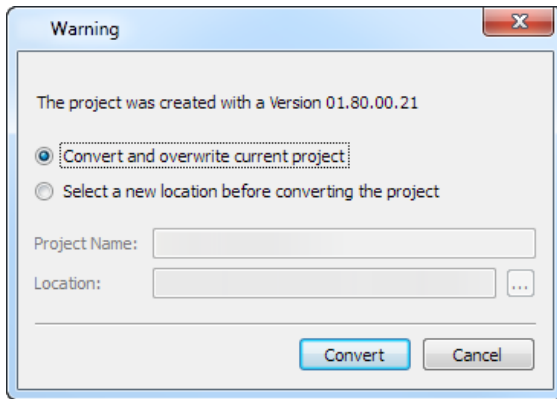 Warning
The project was created with a Version 01.80.00.21
Convert and overwrite current project
Select a new location before converting the project
Project Name:
Location:
...
Convert Cancel